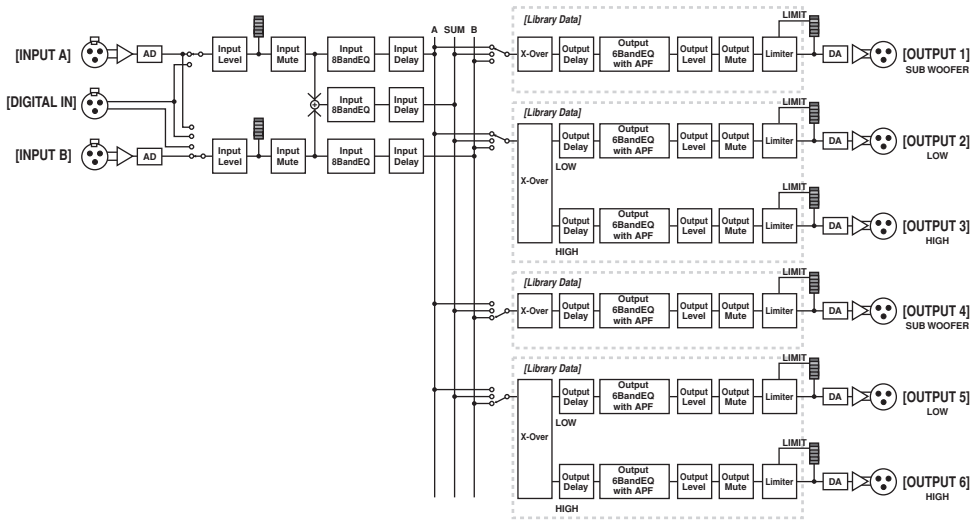 A SUM B
[INPUT A]
AD
Input
Level
Input
Mute
Input
8BandEQ
Input
Delay
[DIGITAL IN]
Input
8BandEQ
Input
Delay
[INPUT B]
AD
Input
Level
Input
Mute
Input
8BandEQ
Input
Delay
[Library Data]
LIMIT
X-Over
Output
Delay
Output
6BandEQ
with APF
Output
Level
Output
Mute
Limiter
DA
[OUTPUT 1]
SUB WOOFER
[Library Data]
LIMIT
X-Over
Output
Delay
LOW
Output
6BandEQ
with APF
Output
Level
Output
Mute
Limiter
DA
[OUTPUT 2]
LOW
LIMIT
Output
Delay
HIGH
Output
6BandEQ
with APF
Output
Level
Output
Mute
Limiter
DA
[OUTPUT 3]
HIGH
[Library Data]
LIMIT
X-Over
Output
Delay
Output
6BandEQ
with APF
Output
Level
Output
Mute
Limiter
DA
[OUTPUT 4]
SUB WOOFER
[Library Data]
LIMIT
X-Over
Output
Delay
LOW
Output
6BandEQ
with APF
Output
Level
Output
Mute
Limiter
DA
[OUTPUT 5]
LOW
LIMIT
Output
Delay
HIGH
Output
6BandEQ
with APF
Output
Level
Output
Mute
Limiter
DA
[OUTPUT 6]
HIGH